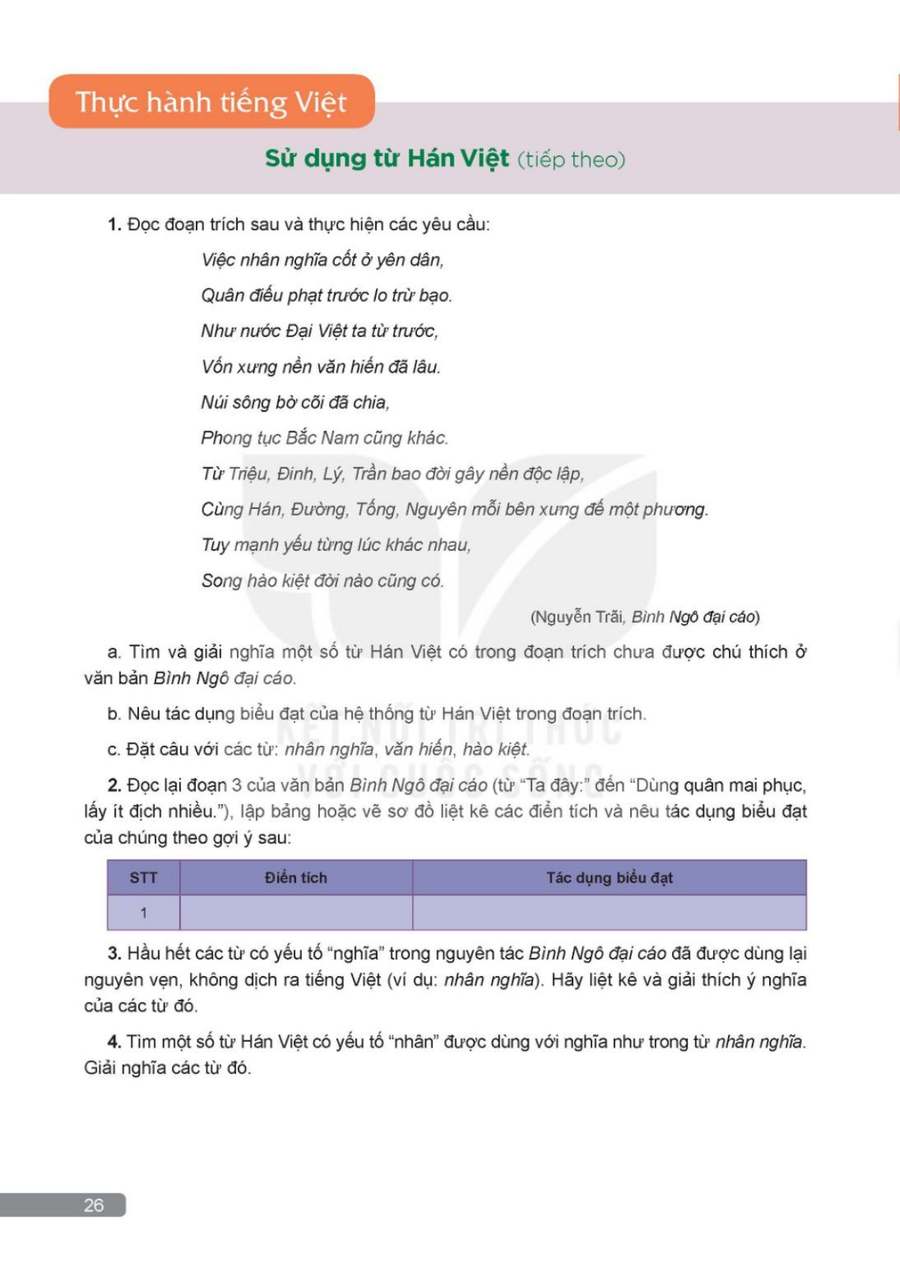 Thực hành tiếng Việt
Sử dụng từ Hán Việt (tiếp theo)
1. Đọc đoạn trích sau và thực hiện các yêu cầu:
Việc nhân nghĩa cốt ở yên dân,
Quân điếu phạt trước lo trừ bạo.
Như nước Đại Việt ta từ trước,
Vốn xưng nền văn hiến đã lâu.
Núi sông bờ cõi đã chia,
Phong tục Bắc Nam cũng khác.
Từ Triệu, Đinh, Lý, Trần bao đời gây nền độc lập,
Cùng Hán, Đường, Tống, Nguyên mỗi bên xưng đế một phương.
Tuy mạnh yếu từng lúc khác nhau,
Song hào kiệt đời nào cũng có.
(Nguyễn Trãi, Bình Ngô đại cáo)
a. Tìm và giải nghĩa một số từ Hán Việt có trong đoạn trích chưa được chú thích ở
văn bản Bình Ngô đại cáo.
b. Nêu tác dụng biểu đạt của hệ thống từ Hán Việt trong đoạn trích.
c. Đặt câu với các từ: nhân nghĩa, văn hiến, hào kiệt.
KẾT NỐI TRI THỨC
VỚI CUỘC SỐNG
2. Đọc lại đoạn 3 của văn bản Bình Ngô đại cáo (từ “Ta đây:” đến “Dùng quân mai phục,
lấy ít địch nhiều.”), lập bảng hoặc vẽ sơ đồ liệt kê các điển tích và nêu tác dụng biểu đạt
của chúng theo gợi ý sau:
STT Điển tích Tác dụng biểu đạt
1
3. Hầu hết các từ có yếu tố “nghĩa” trong nguyên tác Bình Ngô đại cáo đã được dùng lại
nguyên vẹn, không dịch ra tiếng Việt (ví dụ: nhân nghĩa). Hãy liệt kê và giải thích ý nghĩa
của các từ đó.
4. Tìm một số từ Hán Việt có yếu tố “nhân” được dùng với nghĩa như trong từ nhân nghĩa.
Giải nghĩa các từ đó.
26